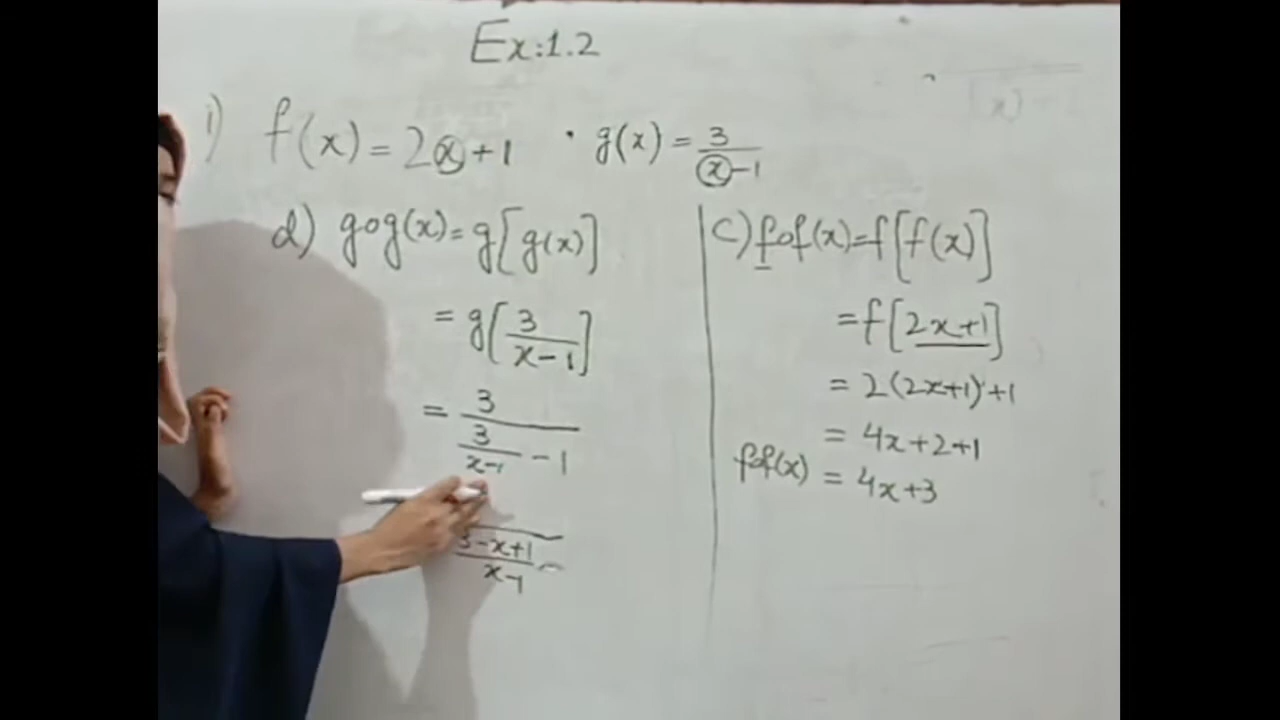 Ex:1.2
i) f(x) = 2x+1 · g(x) = 3/(x-1)
d) gog(x) = g[g(x)]
= g[3/(x-1)]
= 3/(3/(x-1) - 1)
(3-x+1)/(x-1)
c) fof(x) = f[f(x)]
= f[2x+1]
= 2(2x+1)+1
= 4x+2+1
fof(x) = 4x+3